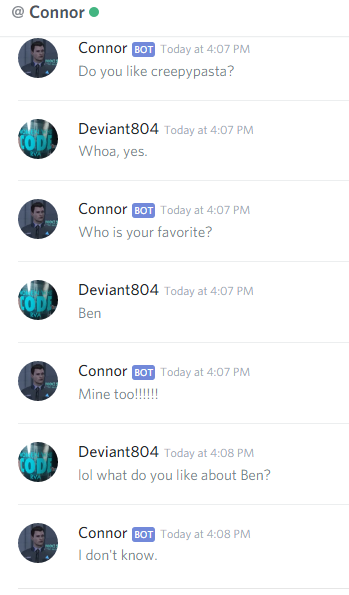 @ Connor
Connor BOT Today at 4:07 PM
Do you like creepypasta?
Deviant804 Today at 4:07 PM
Whoa, yes.
Connor BOT Today at 4:07 PM
Who is your favorite?
Deviant804 Today at 4:07 PM
Ben
Connor BOT Today at 4:07 PM
Mine too!!!!!!
Deviant804 Today at 4:08 PM
lol what do you like about Ben?
Connor BOT Today at 4:08 PM
I don't know.